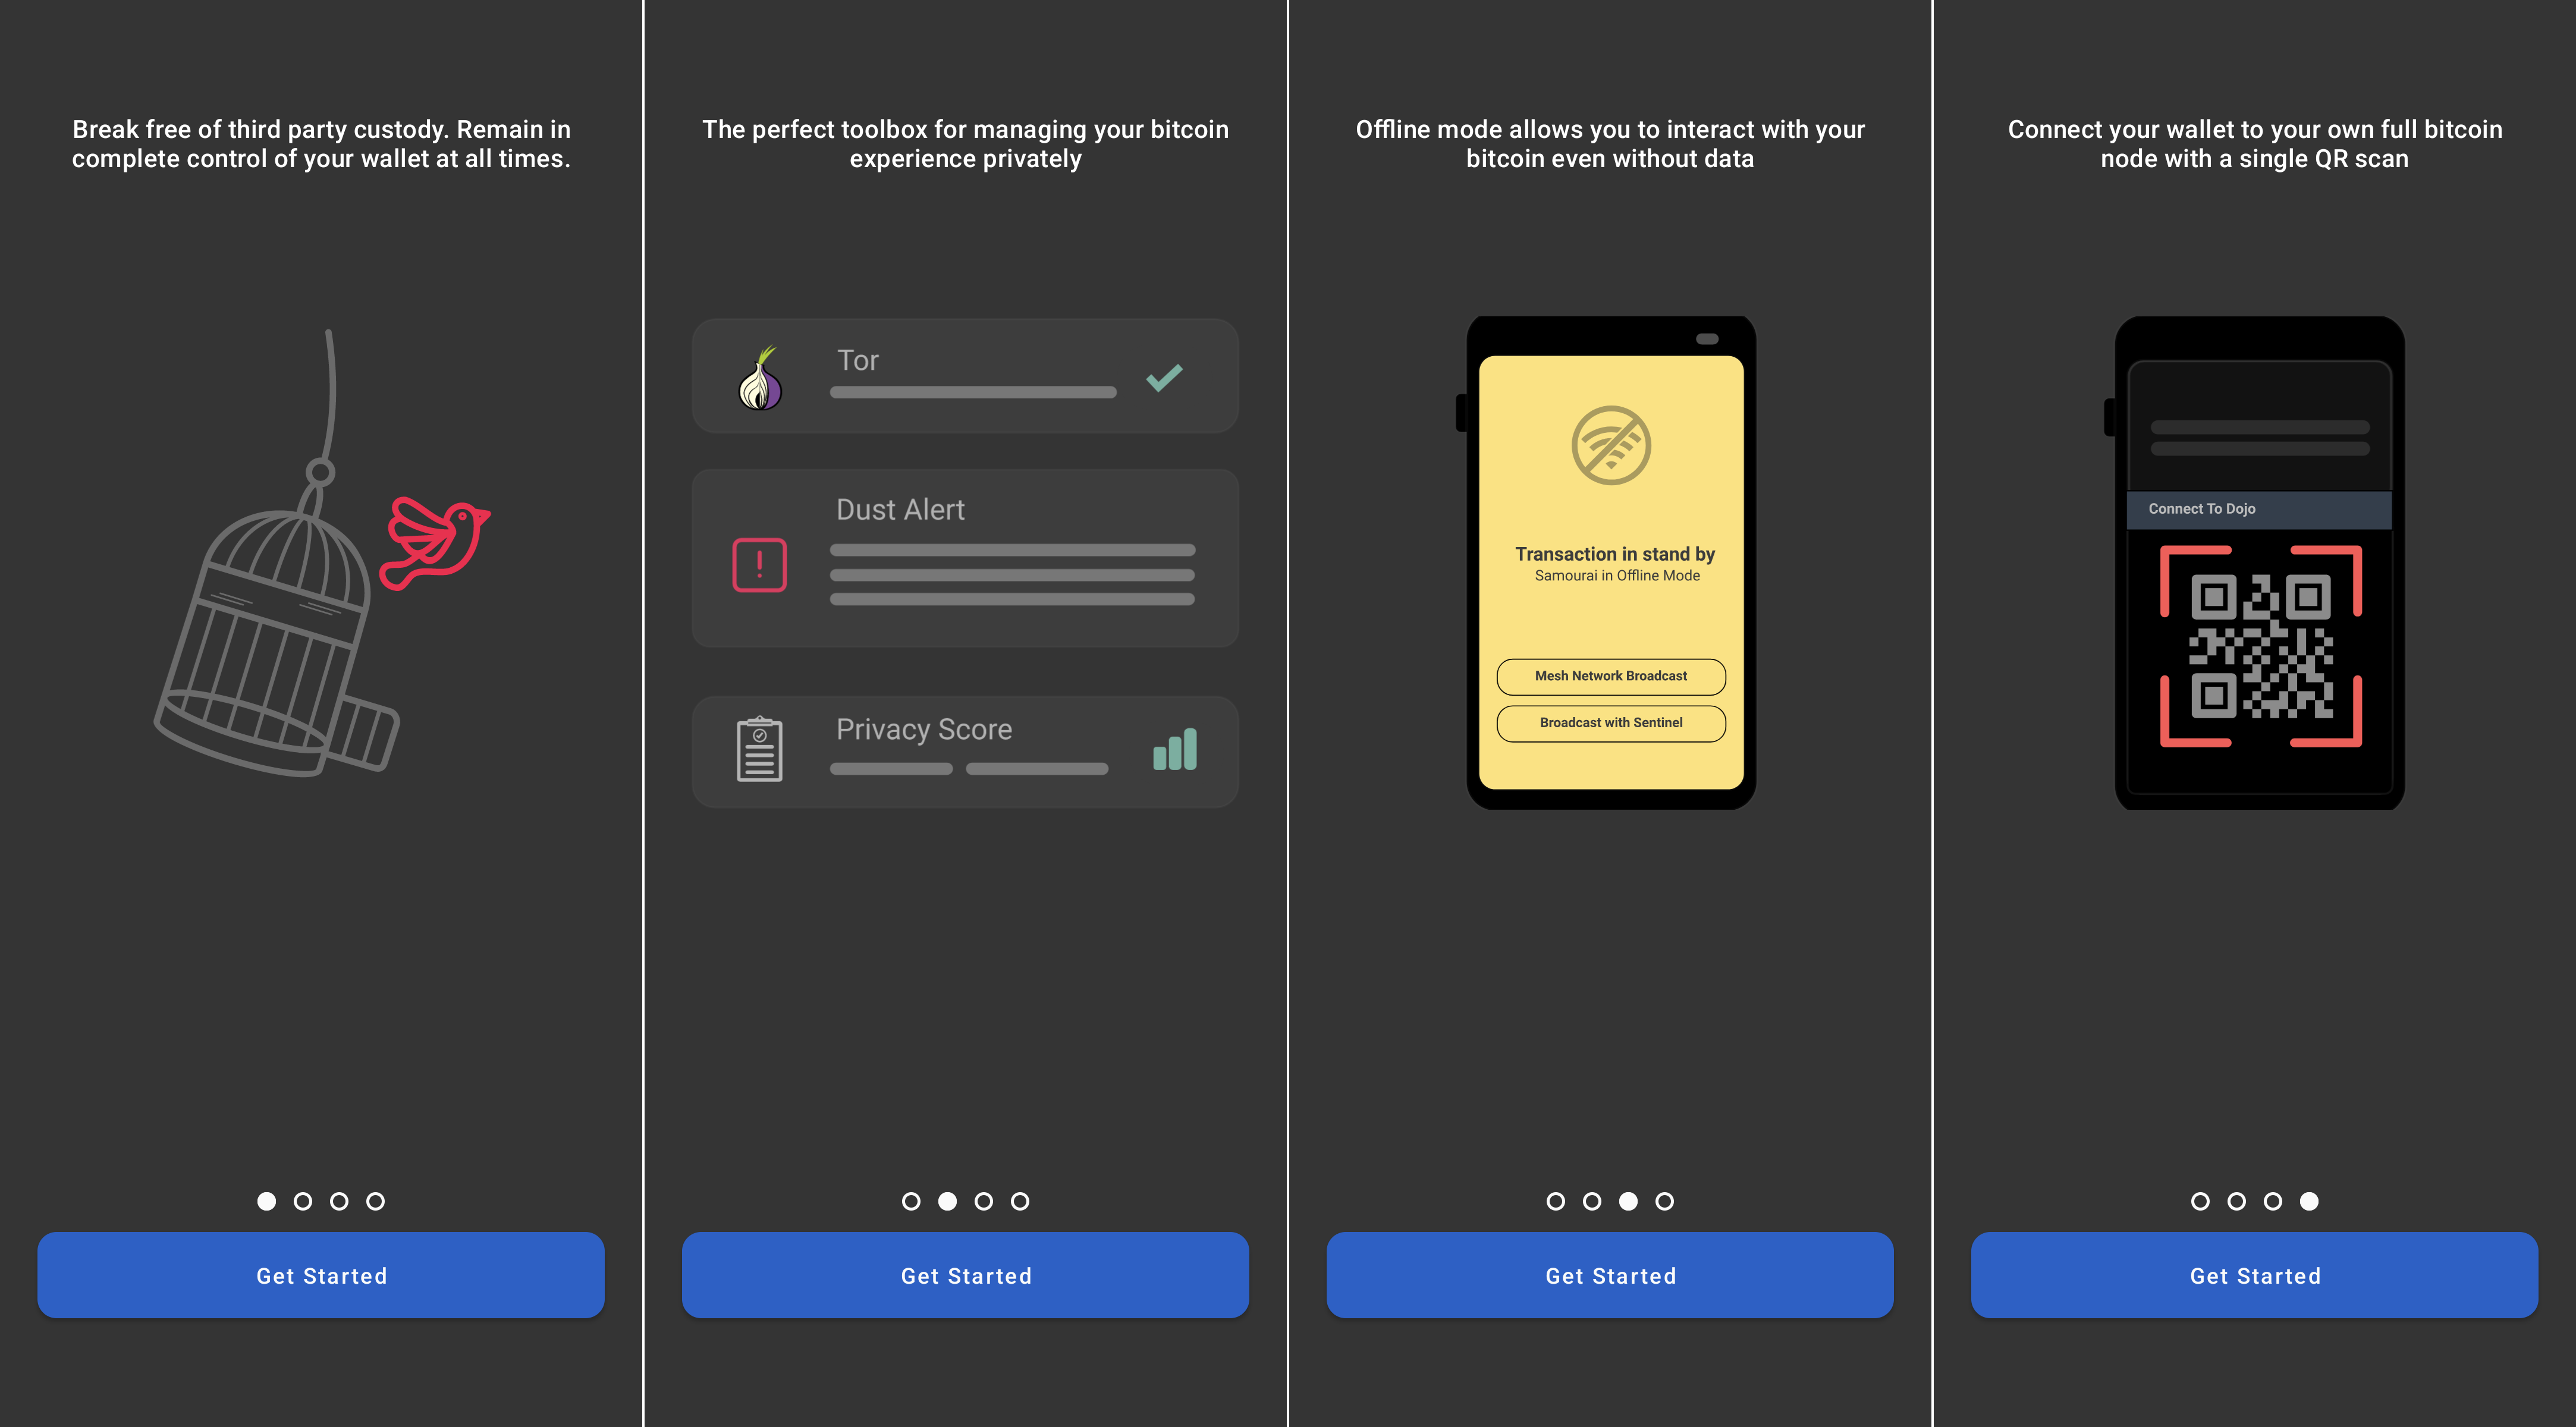 Break free of third party custody. Remain in
complete control of your wallet at all times.
Get Started
The perfect toolbox for managing your bitcoin
experience privately
Tor
Dust Alert
Privacy Score
Get Started
Offline mode allows you to interact with your
bitcoin even without data
Transaction in stand by
Samourai in Offline Mode
Mesh Network Broadcast
Broadcast with Sentinel
Get Started
Connect your wallet to your own full bitcoin
node with a single QR scan
Connect To Dojo
Get Started